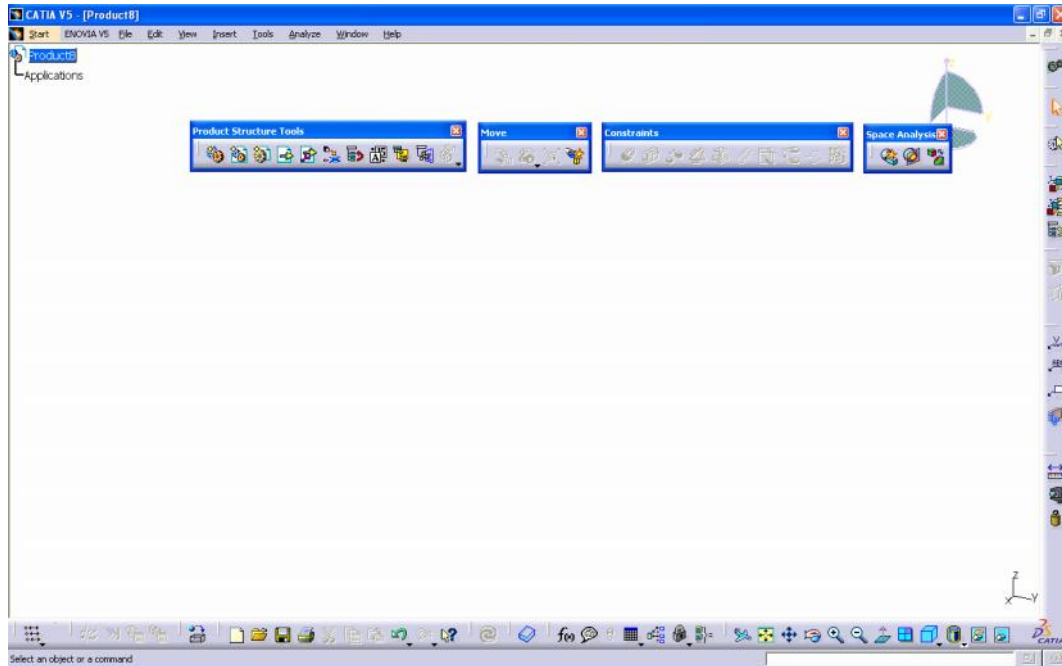 CATIA V5 - [Product8]
Start ENOVIA V5 File Edit View Insert Tools Analyze Window Help
Product8
Applications
Product Structure Tools
Move
Constraints
Space Analysis
z
y
z
y
x
f(x)
CATIA
Select an object or a command